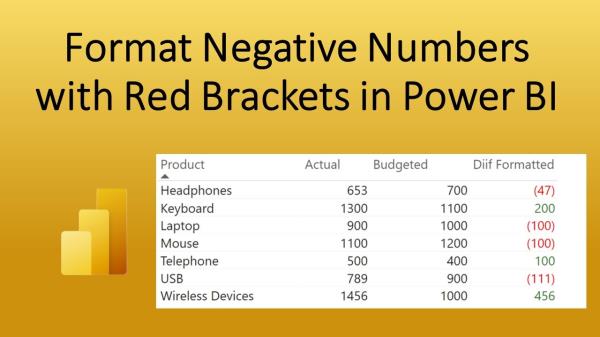 Format Negative Numbers
with Red Brackets in Power BI
Product Actual Budgeted Diif Formatted
Headphones 653 700 (47)
Keyboard 1300 1100 200
Laptop 900 1000 (100)
Mouse 1100 1200 (100)
Telephone 500 400 100
USB 789 900 (111)
Wireless Devices 1456 1000 456